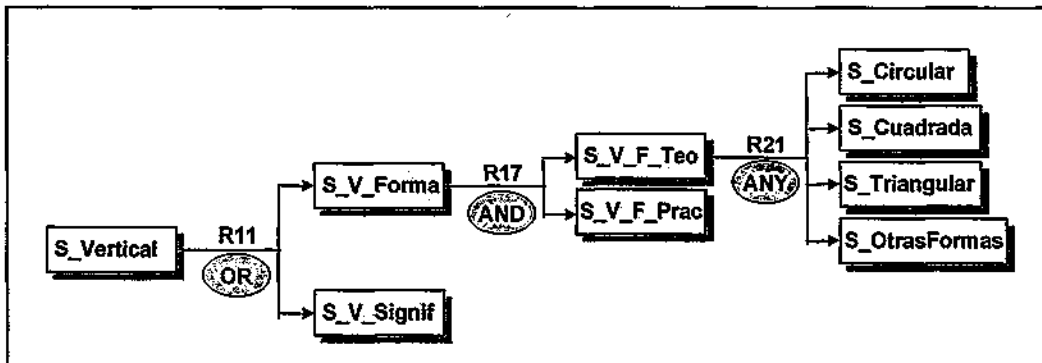 S_Vertical
R11
OR
S_V_Forma
S_V_Signif
R17
AND
S_V_F_Teo
S_V_F_Prac
R21
ANY
S_Circular
S_Cuadrada
S_Triangular
S_OtrasFormas